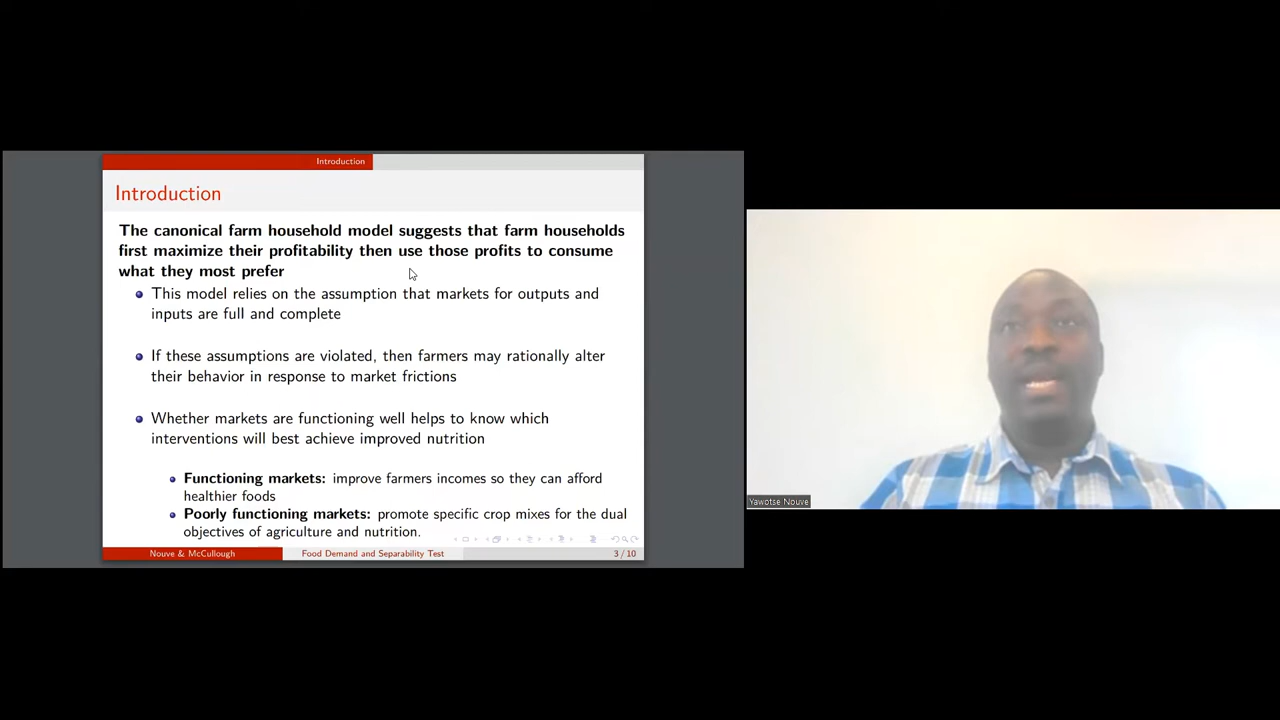 Introduction
Introduction
The canonical farm household model suggests that farm households
first maximize their profitability then use those profits to consume
what they most prefer
This model relies on the assumption that markets for outputs and
inputs are full and complete
If these assumptions are violated, then farmers may rationally alter
their behavior in response to market frictions
Whether markets are functioning well helps to know which
interventions will best achieve improved nutrition
Functioning markets: improve farmers incomes so they can afford
healthier foods
Poorly functioning markets: promote specific crop mixes for the dual
objectives of agriculture and nutrition.
Nouve & McCullough
Food Demand and Separability Test
3 / 10
Yawotse Nouve